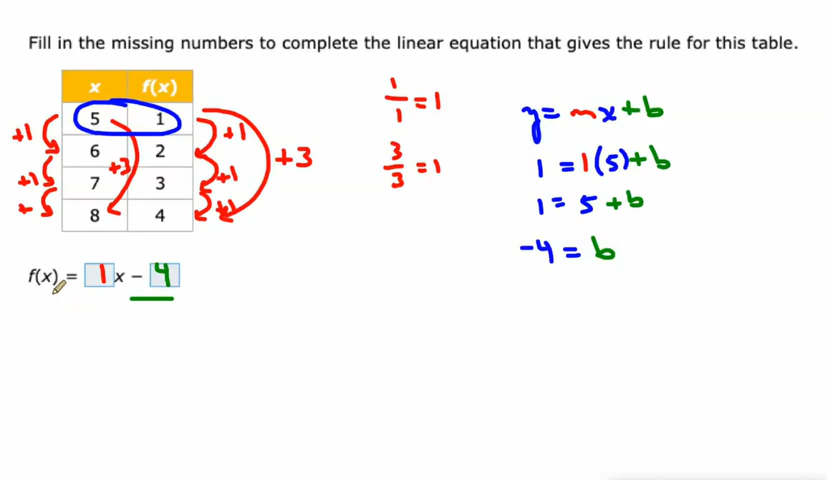 Fill in the missing numbers to complete the linear equation that gives the rule for this table.
x f(x)
5 1
6 2
7 3
8 4
+1
+1
+
+3
+1
+1
+1
+3
1/1 = 1
3/3 = 1
y = mx + b
1 = 1(5) + b
1 = 5 + b
-4 = b
f(x) = 1 x − 4